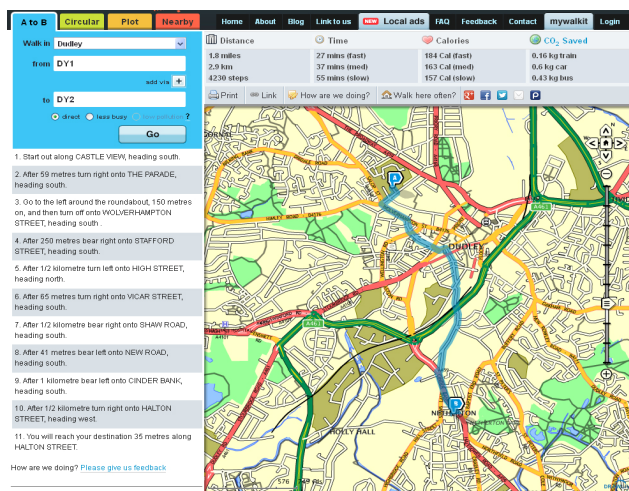 A to B Circular Plot Nearby Home About Blog Link to us NEW Local ads FAQ Feedback Contact mywalkit Login
Walk in Dudley
from DY1
add via +
to DY2
direct less busy ?
Go
Distance Time Calories CO2 Saved
1.8 miles 27 mins (fast) 184 Cal (fast) 0.16 kg train
2.9 km 37 mins (med) 163 Cal (med) 0.6 kg car
4230 steps 55 mins (slow) 157 Cal (slow) 0.43 kg bus
Print Link How are we doing? Walk here often?
1. Start out along CASTLE VIEW, heading south.
2. After 59 metres turn right onto THE PARADE,
heading south.
3. Go to the left around the roundabout, 150 metres
on, and then turn off onto WOLVERHAMPTON
STREET, heading south .
4. After 250 metres bear right onto STAFFORD
STREET, heading south.
5. After 1/2 kilometre turn left onto HIGH STREET,
heading north.
6. After 65 metres turn right onto VICAR STREET,
heading south.
7. After 1/2 kilometre bear right onto SHAW ROAD,
heading south.
8. After 41 metres bear left onto NEW ROAD,
heading south.
9. After 1 kilometre bear left onto CINDER BANK,
heading south.
10. After 1/2 kilometre turn right onto HALTON
STREET, heading west.
11. You will reach your destination 35 metres along
HALTON STREET.
How are we doing? Please give us feedback
DUDLEY
A461
A461
HOLLY HALL